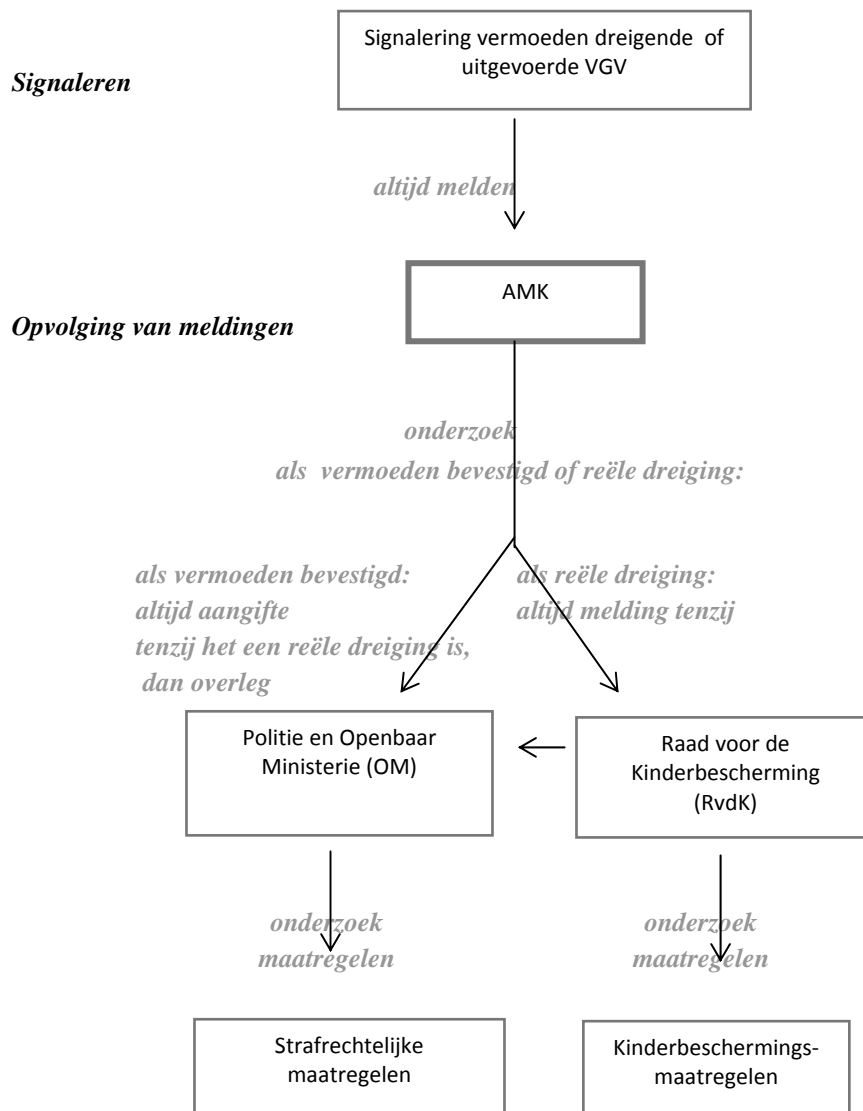 Signalering vermoeden dreigende of
uitgevoerde VGV
Signaleren
altijd melden
AMK
Opvolging van meldingen
onderzoek
als vermoeden bevestigd of reële dreiging:
als vermoeden bevestigd:
altijd aangifte
tenzij het een reële dreiging is,
dan overleg
als reële dreiging:
altijd melding tenzij
Politie en Openbaar
Ministerie (OM)
Raad voor de
Kinderbescherming
(RvdK)
onderzoek
maatregelen
onderzoek
maatregelen
Strafrechtelijke
maatregelen
Kinderbeschermings-
maatregelen